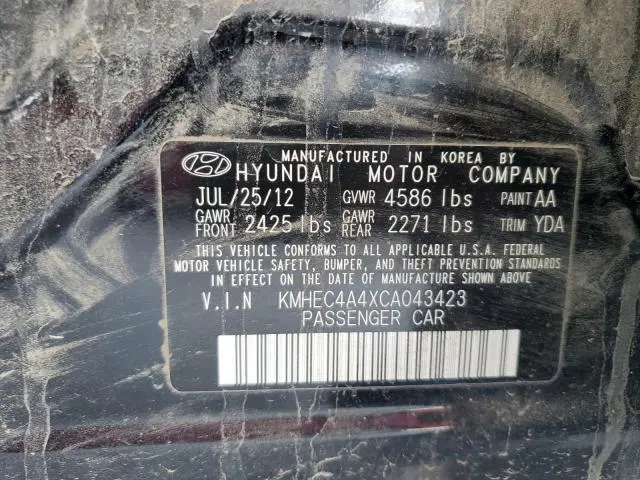 MANUFACTURED IN KOREA BY
HYUNDAI MOTOR COMPANY
JUL/25/12 GVWR 4586 lbs PAINT AA
GAWR FRONT 2425 lbs GAWR REAR 2271 lbs TRIM YDA
THIS VEHICLE CONFORMS TO ALL APPLICABLE U.S.A. FEDERAL
MOTOR VEHICLE SAFETY, BUMPER, AND THEFT PREVENTION STANDARDS
IN EFFECT ON THE DATE OF MANUFACTURE SHOWN ABOVE
V.I.N KMHEC4A4XCA043423
PASSENGER CAR